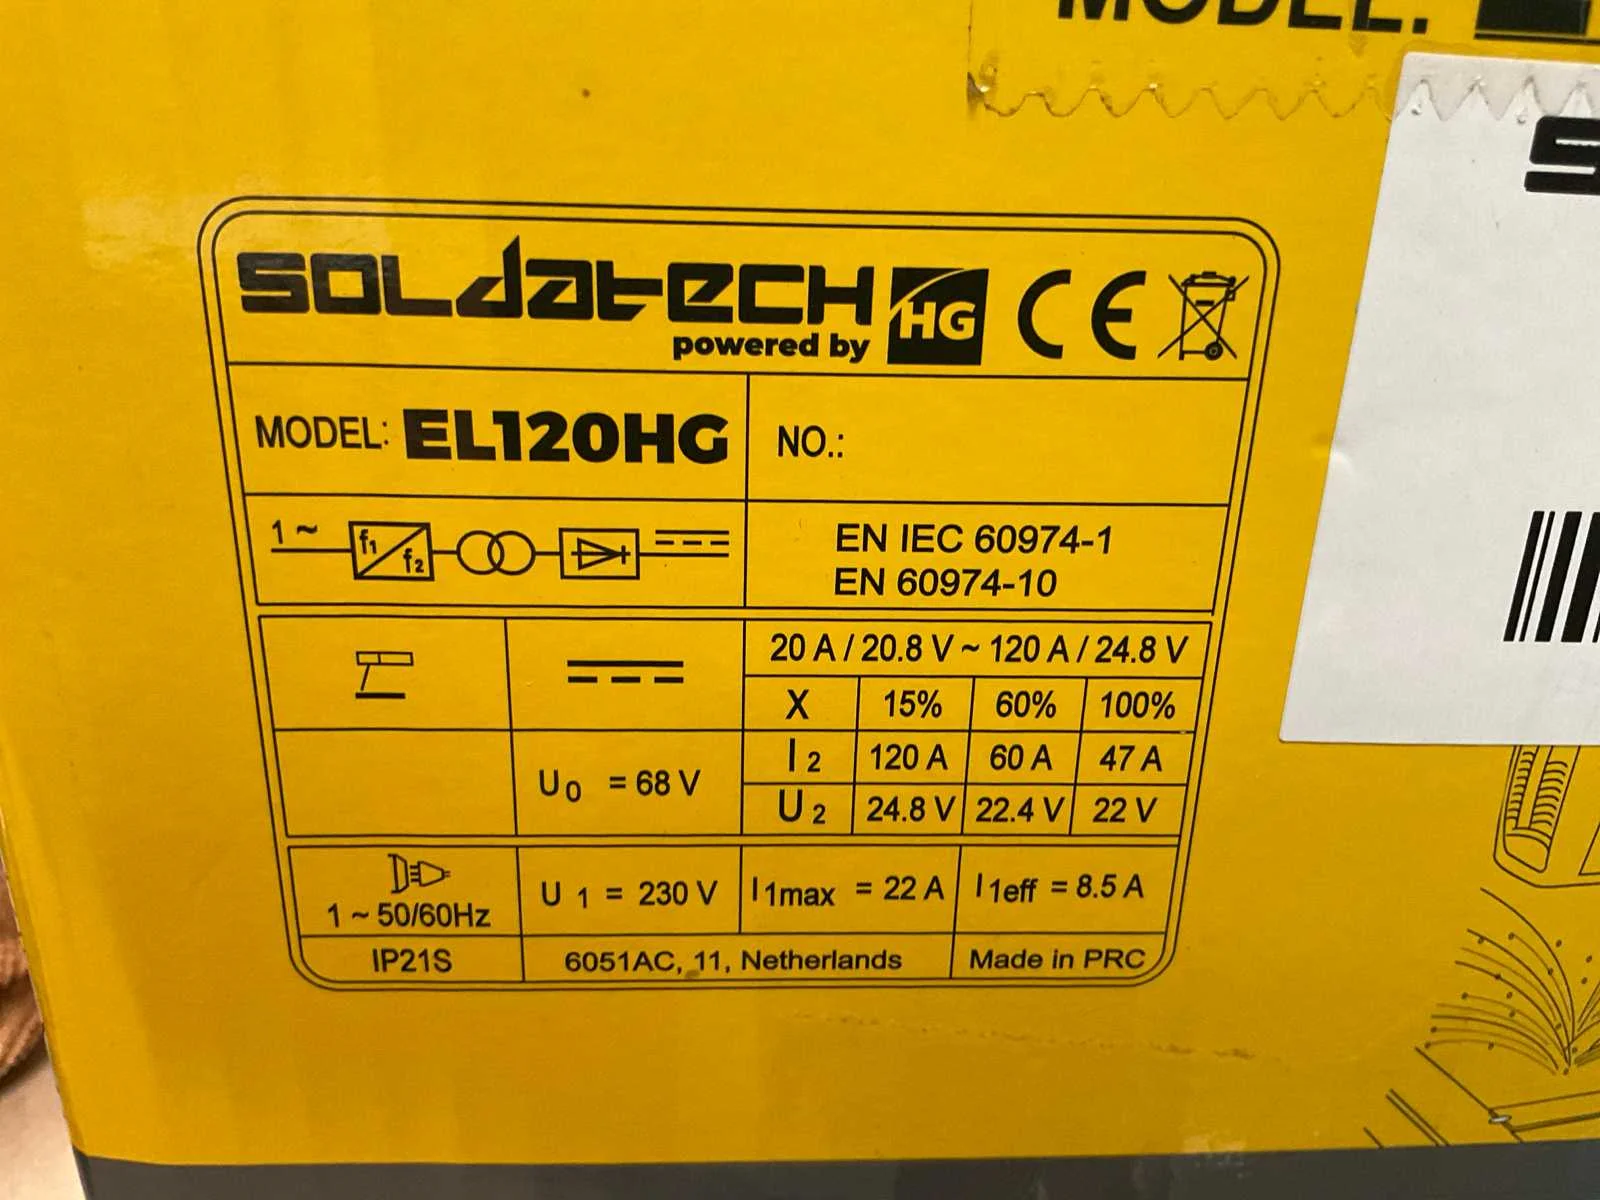 MODEL:
SOLdatECH
powered by HG CE
MODEL: EL120HG
NO.:
1 ~ f1 f2
EN IEC 60974-1
EN 60974-10
20 A / 20.8 V ~ 120 A / 24.8 V
X 15% 60% 100%
I2 120 A 60 A 47 A
U0 = 68 V
U2 24.8 V 22.4 V 22 V
1 ~ 50/60Hz
U1 = 230 V
I1max = 22 A
I1eff = 8.5 A
IP21S
6051AC, 11, Netherlands
Made in PRC